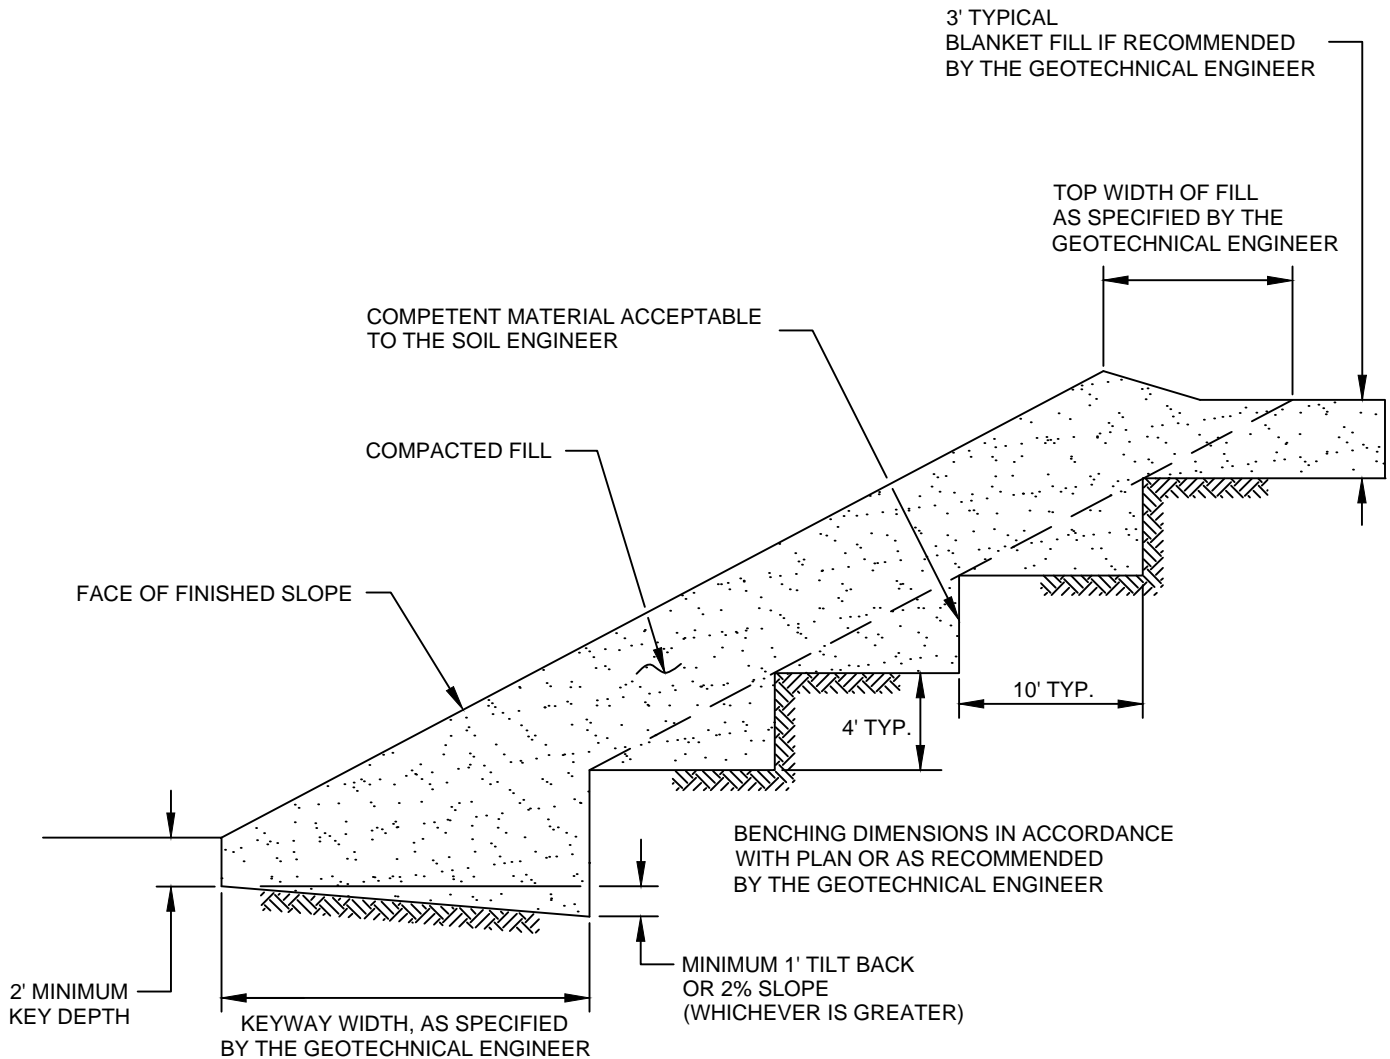 3' TYPICAL
BLANKET FILL IF RECOMMENDED
BY THE GEOTECHNICAL ENGINEER
TOP WIDTH OF FILL
AS SPECIFIED BY THE
GEOTECHNICAL ENGINEER
COMPETENT MATERIAL ACCEPTABLE
TO THE SOIL ENGINEER
COMPACTED FILL
FACE OF FINISHED SLOPE
10' TYP.
4' TYP.
BENCHING DIMENSIONS IN ACCORDANCE
WITH PLAN OR AS RECOMMENDED
BY THE GEOTECHNICAL ENGINEER
MINIMUM 1' TILT BACK
OR 2% SLOPE
(WHICHEVER IS GREATER)
2' MINIMUM
KEY DEPTH
KEYWAY WIDTH, AS SPECIFIED
BY THE GEOTECHNICAL ENGINEER